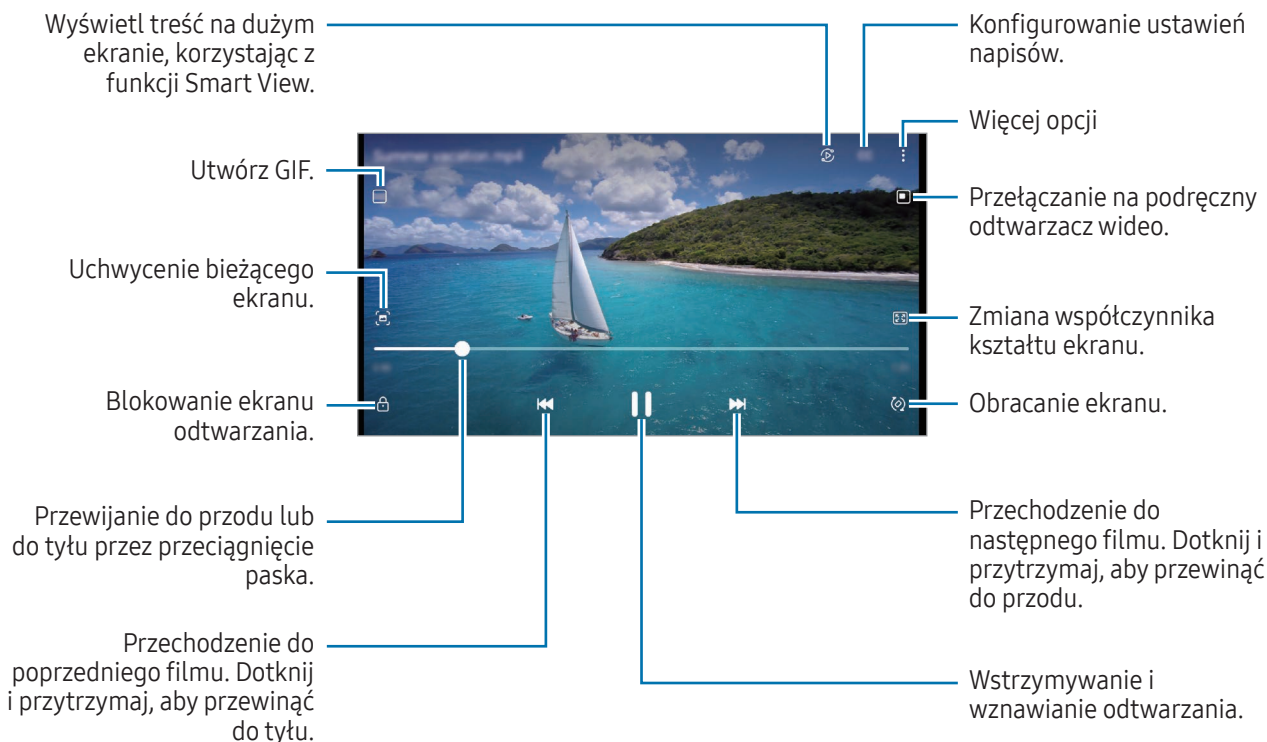 Wyświetl treść na dużym
ekranie, korzystając z
funkcji Smart View.
Konfigurowanie ustawień
napisów.
Więcej opcji
Utwórz GIF.
Przełączanie na podręczny
odtwarzacz wideo.
Uchwycenie bieżącego
ekranu.
Zmiana współczynnika
kształtu ekranu.
Blokowanie ekranu
odtwarzania.
Obracanie ekranu.
Przewijanie do przodu lub
do tyłu przez przeciągnięcie
paska.
Przechodzenie do
następnego filmu. Dotknij i
przytrzymaj, aby przewinąć
do przodu.
Przechodzenie do
poprzedniego filmu. Dotknij
i przytrzymaj, aby przewinąć
do tyłu.
Wstrzymywanie i
wznawianie odtwarzania.